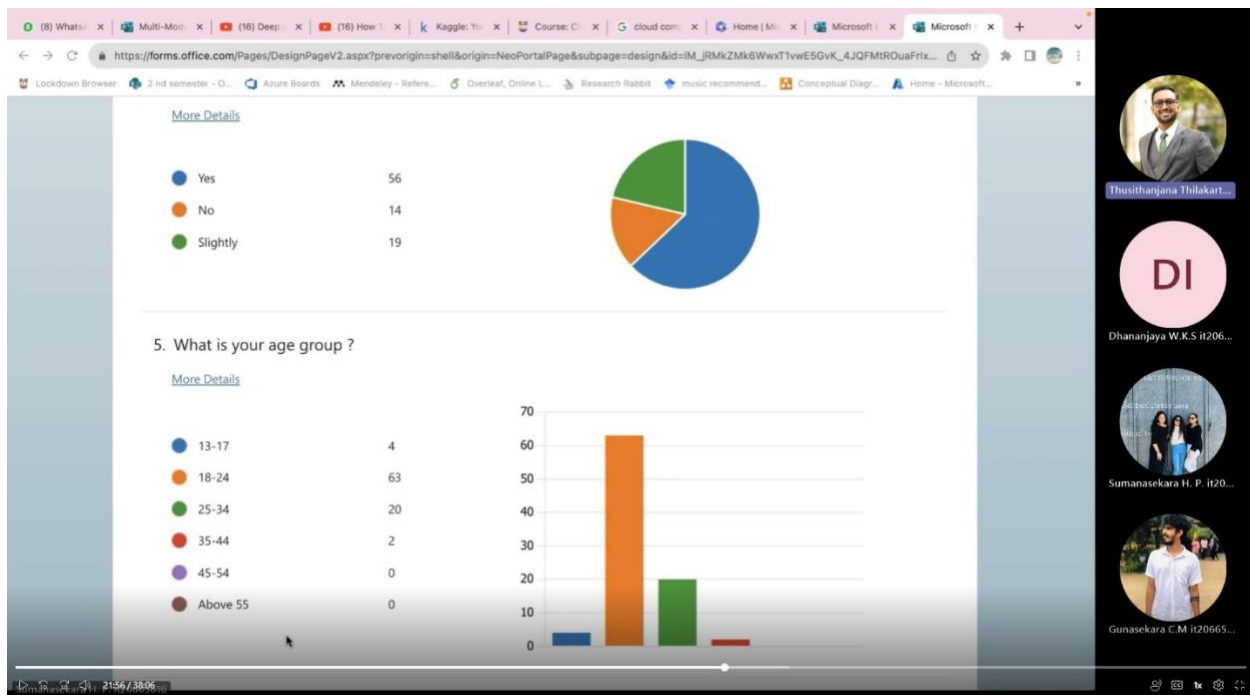 (8) Whats
Multi-Mod
(16) Deep
(16) How
Kaggle: Yo
Course: C
cloud com
Home | Mi
Microsoft
Microsoft
https://forms.office.com/Pages/DesignPageV2.aspx?prevorigin=shell&origin=NeoPortalPage&subpage=design&id=IM_jRMkZMk6WwxT1vwE5GvK_4JQFMtROuaFrIx...
Lockdown Browser
2 nd semester - O...
Azure Boards
Mendeley - Refere...
Overleaf, Online L...
Research Rabbit
music recommend...
Conceptual Diagr...
Home - Microsoft...
More Details
Yes 56
No 14
Slightly 19
5. What is your age group ?
More Details
13-17 4
18-24 63
25-34 20
35-44 2
45-54 0
Above 55 0
70
60
50
40
30
20
10
0
Thusithanjana Thilakart...
DI
Dhananjaya W.K.S it206...
Sumanasekara H. P. it20...
Gunasekara C.M it20665...
21:56 / 38:06
CC
1x